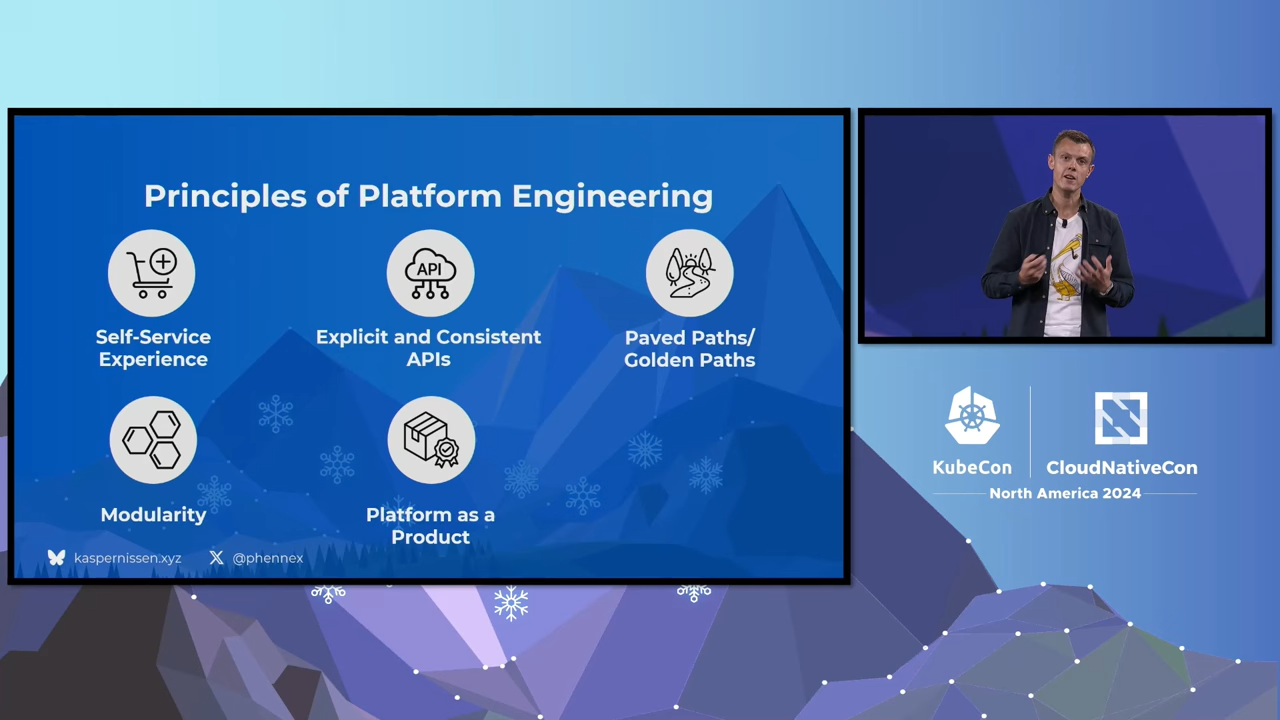 Principles of Platform Engineering
API
Self-Service
Experience
Explicit and Consistent
APIs
Paved Paths/
Golden Paths
Modularity
Platform as a
Product
kaspernissen.xyz
@phennex
KubeCon
CloudNativeCon
North America 2024